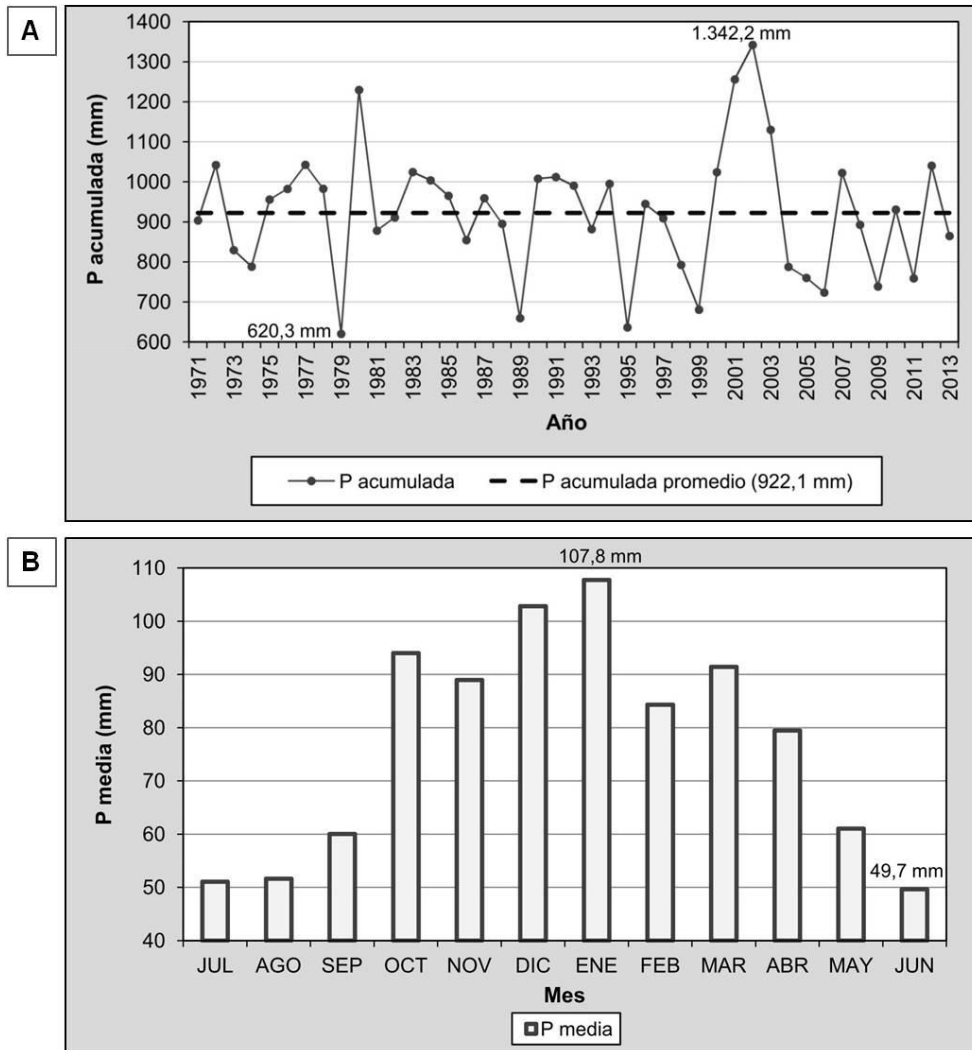 A
1400
1300
1200
1100
1000
900
800
700
600
P acumulada (mm)
1.342,2 mm
620,3 mm
1971
1973
1975
1977
1979
1981
1983
1985
1987
1989
1991
1993
1995
1997
1999
2001
2003
2005
2007
2009
2011
2013
Año
P acumulada
P acumulada promedio (922,1 mm)
B
110
100
90
80
70
60
50
40
P media (mm)
107,8 mm
49,7 mm
JUL AGO SEP OCT NOV DIC ENE FEB MAR ABR MAY JUN
Mes
P media